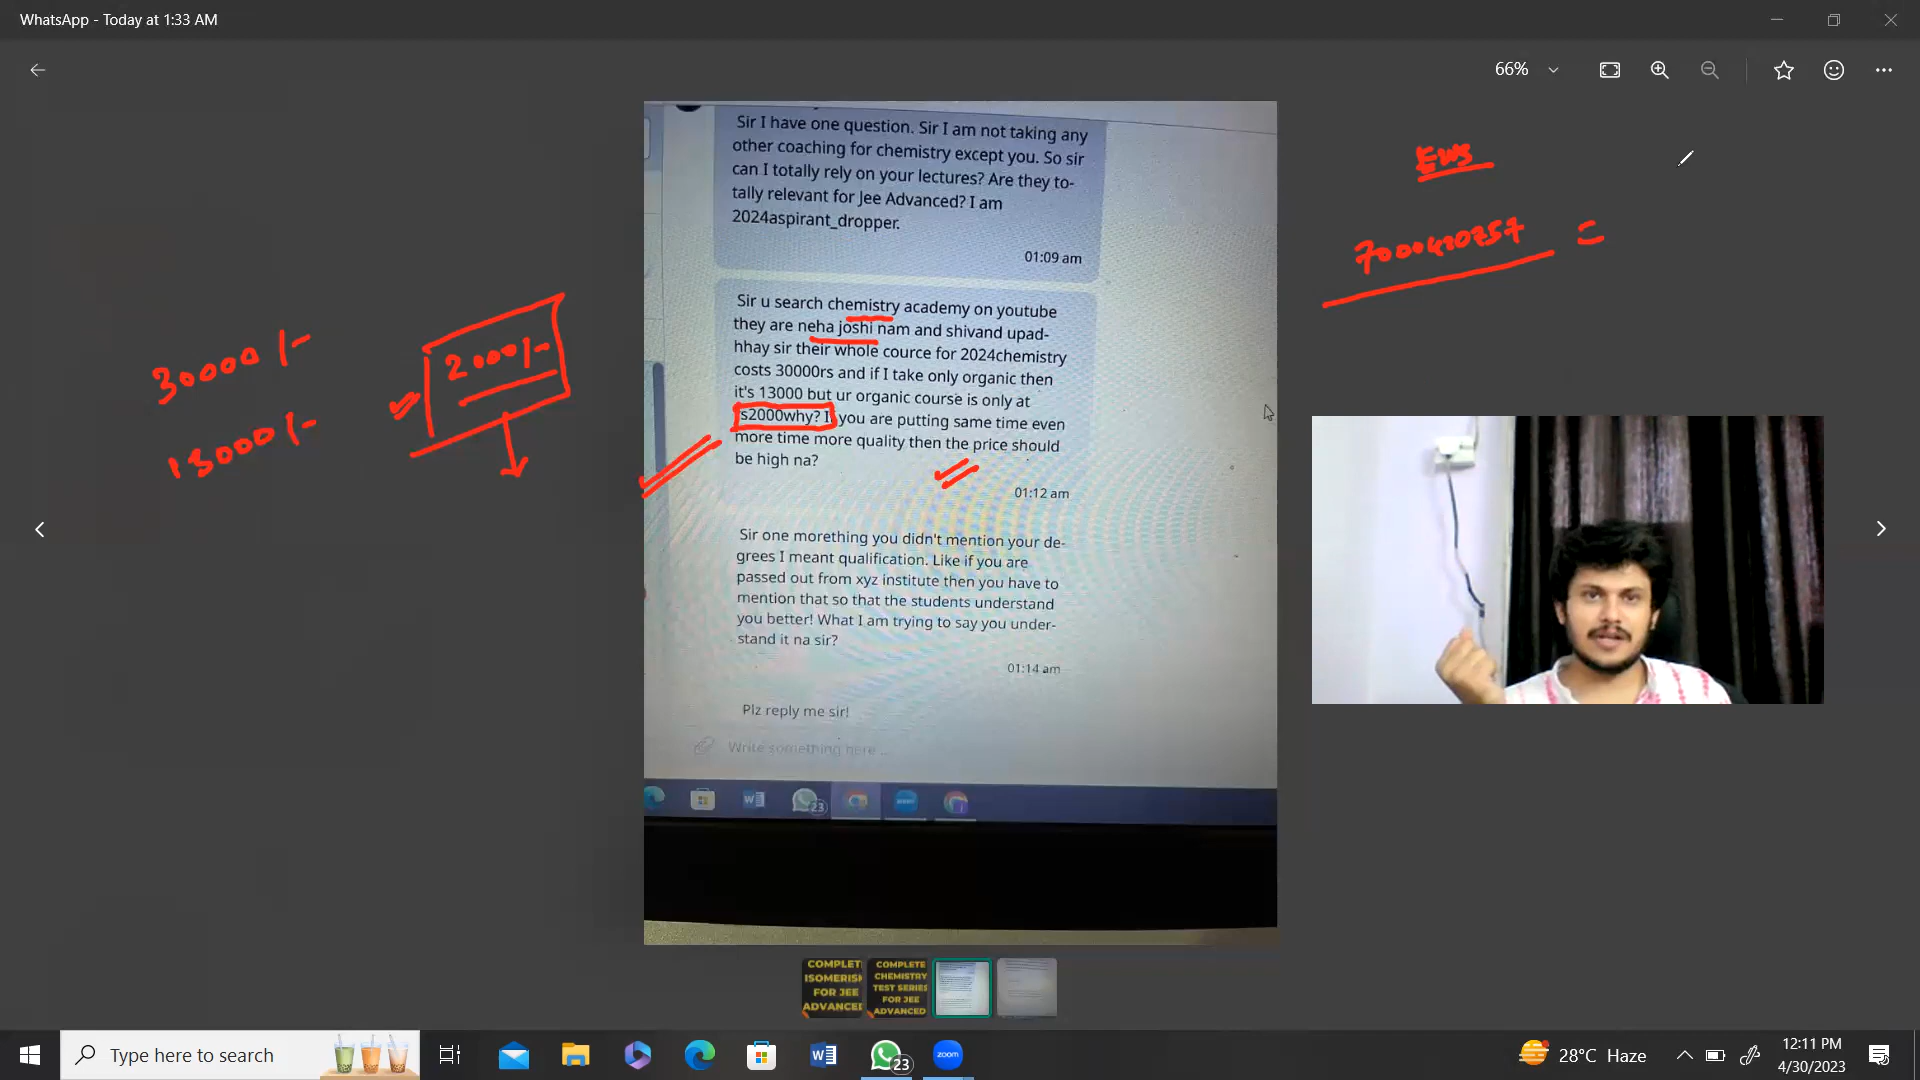 WhatsApp - Today at 1:33 AM
66%
Sir I have one question. Sir I am not taking any
other coaching for chemistry except you. So sir
can I totally rely on your lectures? Are they to-
tally relevant for Jee Advanced? I am
2024aspirant_dropper.
01:09 am
Sir u search chemistry academy on youtube
they are neha joshi nam and shivand upad-
hhay sir their whole cource for 2024chemistry
costs 30000rs and if I take only organic then
it's 13000 but ur organic course is only at
s2000why? If you are putting same time even
more time more quality then the price should
be high na?
01:12 am
Sir one morething you didn't mention your de-
grees I meant qualification. Like if you are
passed out from xyz institute then you have to
mention that so that the students understand
you better! What I am trying to say you under-
stand it na sir?
01:14 am
Plz reply me sir!
Write something here ...
23
30000/-
13000/-
2000/-
EWS
7000420757 =
COMPLETE
ISOMERISM
FOR JEE
ADVANCED
COMPLETE
CHEMISTRY
TEST SERIES
FOR JEE
ADVANCED
Type here to search
23
zoom
28°C Haze
12:11 PM
4/30/2023